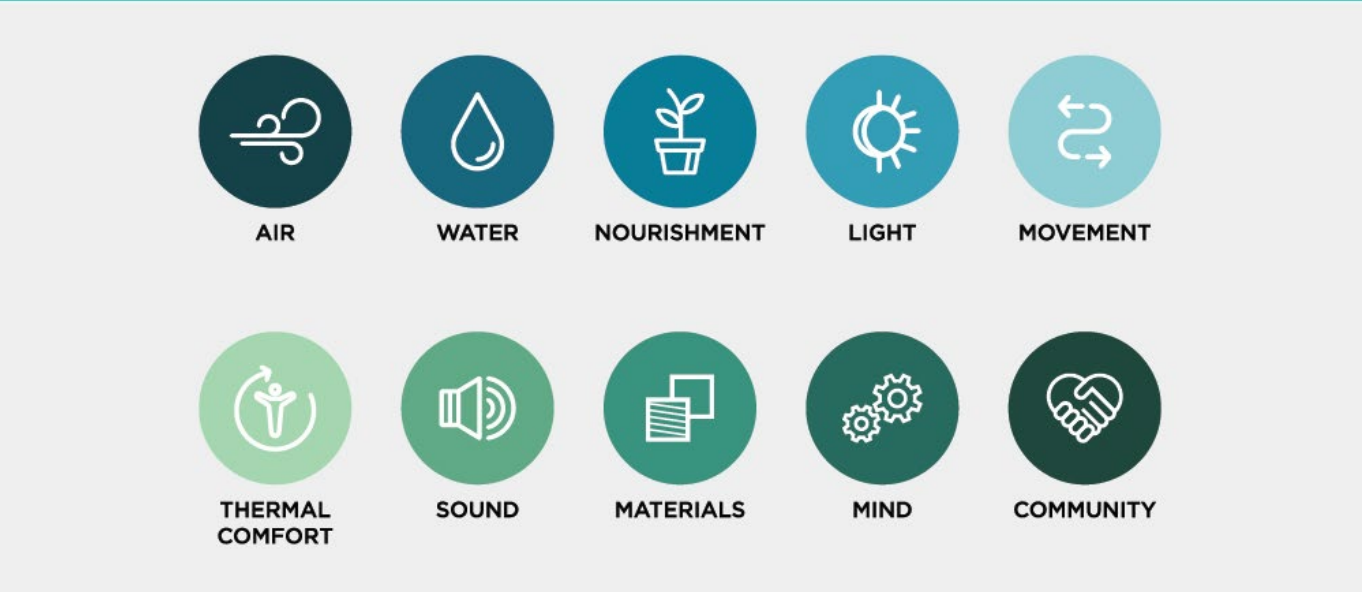 AIR
WATER
NOURISHMENT
LIGHT
MOVEMENT
THERMAL
COMFORT
SOUND
MATERIALS
MIND
COMMUNITY